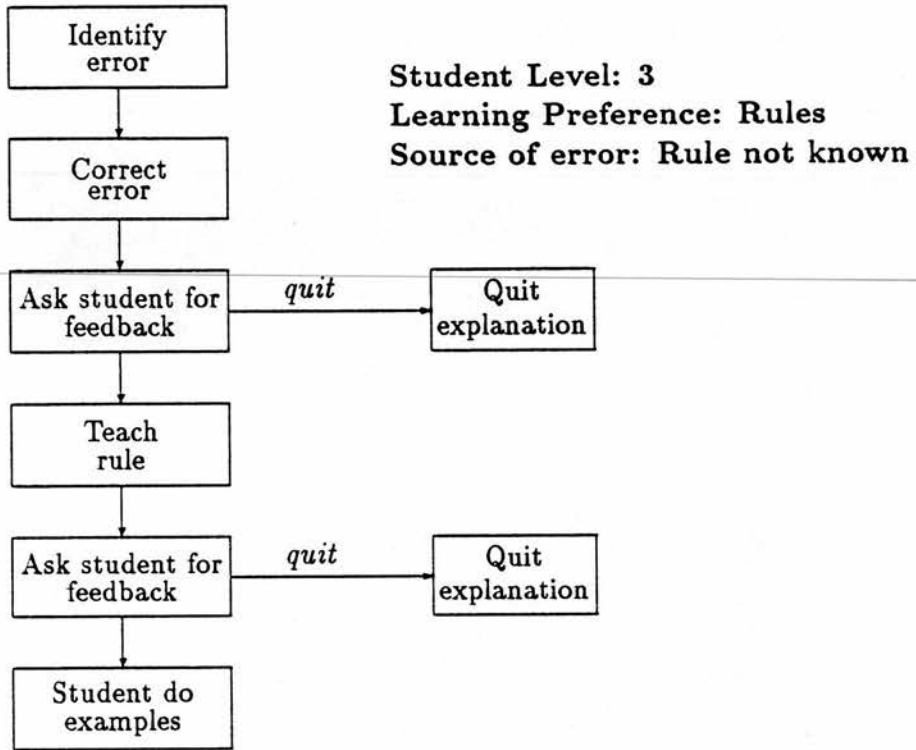 Identify
error
Student Level: 3
Learning Preference: Rules
Source of error: Rule not known
Correct
error
Ask student for
feedback
quit
Quit
explanation
Teach
rule
Ask student for
feedback
quit
Quit
explanation
Student do
examples